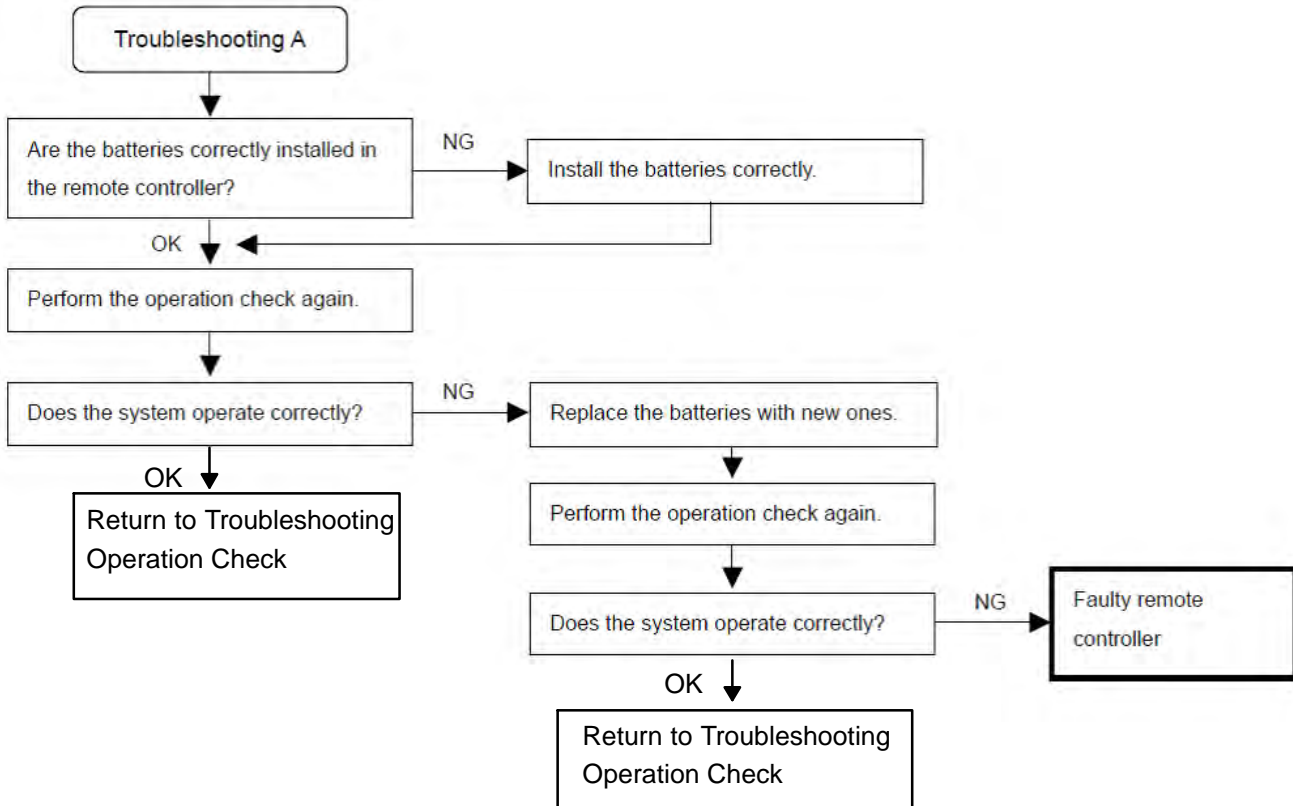 Troubleshooting A
Are the batteries correctly installed in
the remote controller?
NG
Install the batteries correctly.
OK
Perform the operation check again.
Does the system operate correctly?
NG
Replace the batteries with new ones.
OK
Return to Troubleshooting
Operation Check
Perform the operation check again.
Does the system operate correctly?
NG
Faulty remote
controller
OK
Return to Troubleshooting
Operation Check